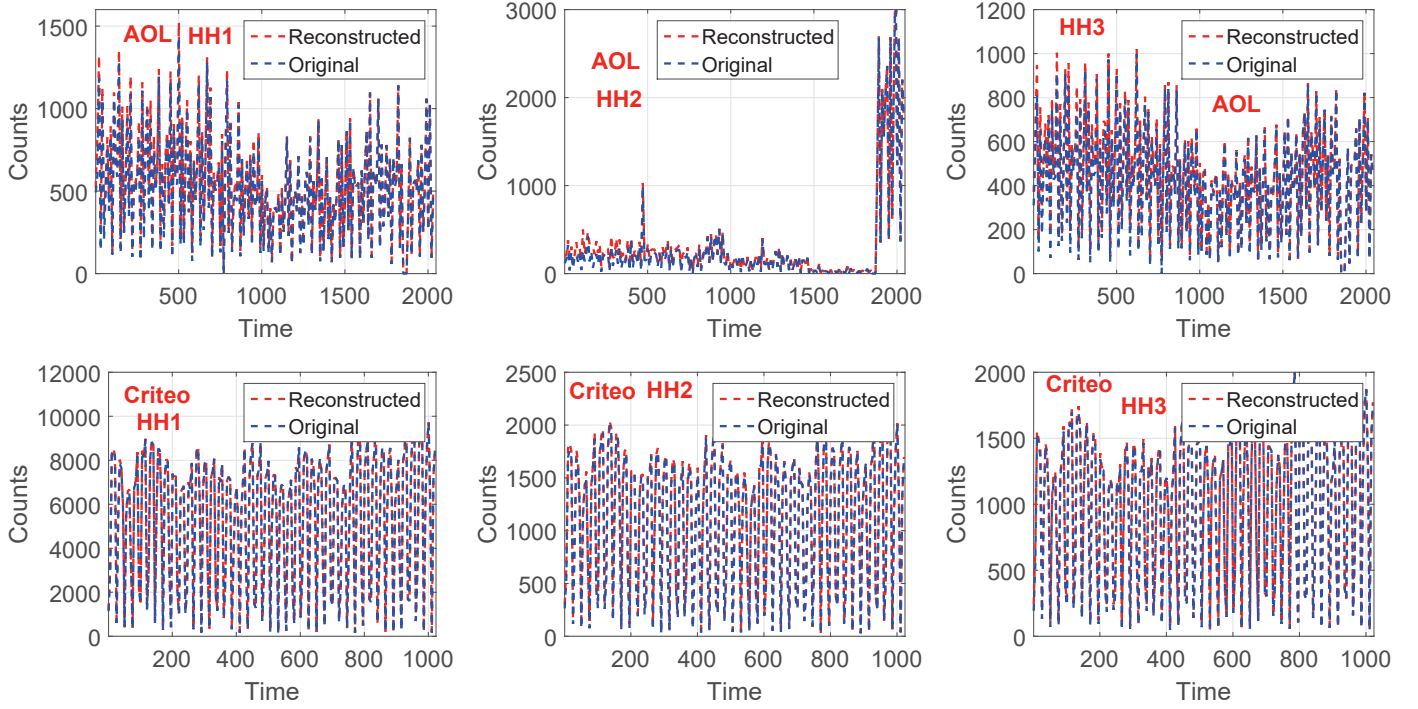 1500
1000
500
0
Counts
AOL HH1
Reconstructed
Original
500 1000 1500 2000
Time
3000
2000
1000
0
Counts
AOL
HH2
Reconstructed
Original
500 1000 1500 2000
Time
1200
1000
800
600
400
200
0
Counts
HH3
Reconstructed
Original
AOL
500 1000 1500 2000
Time
12000
10000
8000
6000
4000
2000
0
Counts
Criteo
HH1
Reconstructed
Original
200 400 600 800 1000
Time
2500
2000
1500
1000
500
0
Counts
Criteo HH2
Reconstructed
Original
200 400 600 800 1000
Time
2000
1500
1000
500
0
Counts
Criteo
HH3
Reconstructed
Original
200 400 600 800 1000
Time